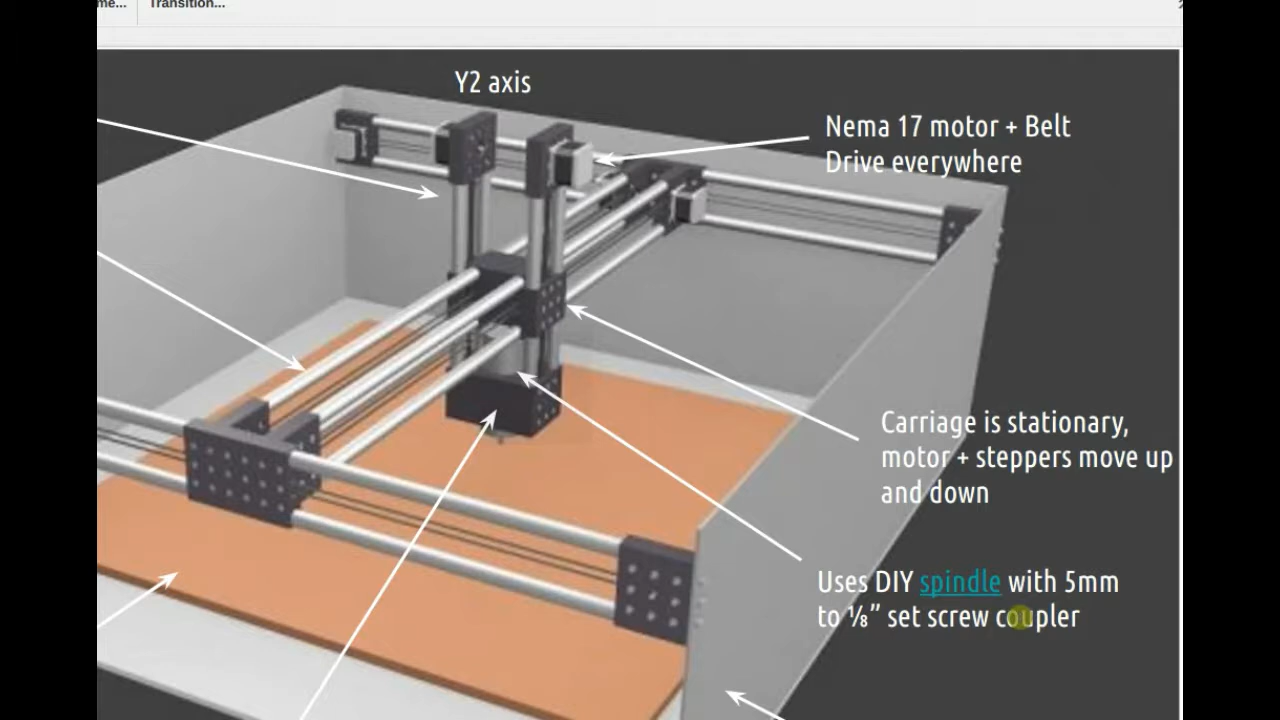 Transition...
Y2 axis
Nema 17 motor + Belt
Drive everywhere
Carriage is stationary,
motor + steppers move up
and down
Uses DIY spindle with 5mm
to ⅛” set screw coupler